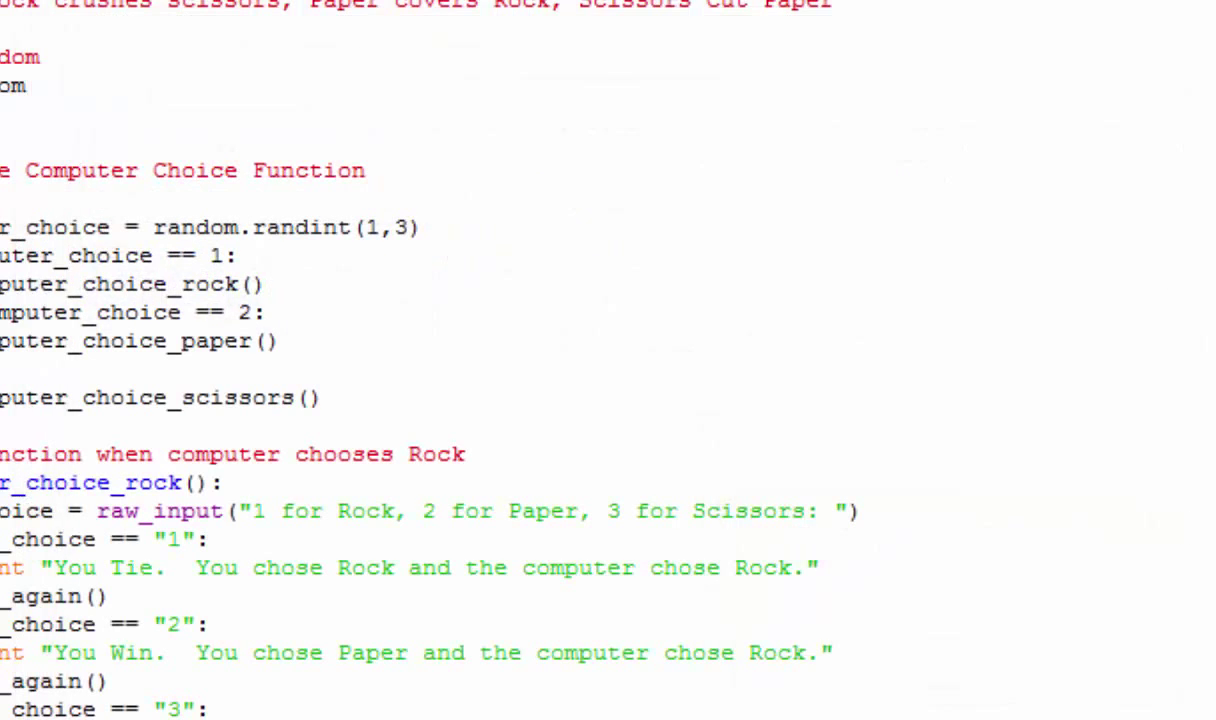 ock crushes scissors, Paper covers Rock, Scissors Cut Paper
dom
om
e Computer Choice Function
r_choice = random.randint(1,3)
uter_choice == 1:
puter_choice_rock()
mputer_choice == 2:
puter_choice_paper()
puter_choice_scissors()
nction when computer chooses Rock
r_choice_rock():
oice = raw_input("1 for Rock, 2 for Paper, 3 for Scissors: ")
_choice == "1":
nt "You Tie.  You chose Rock and the computer chose Rock."
_again()
_choice == "2":
nt "You Win.  You chose Paper and the computer chose Rock."
_again()
_choice == "3":